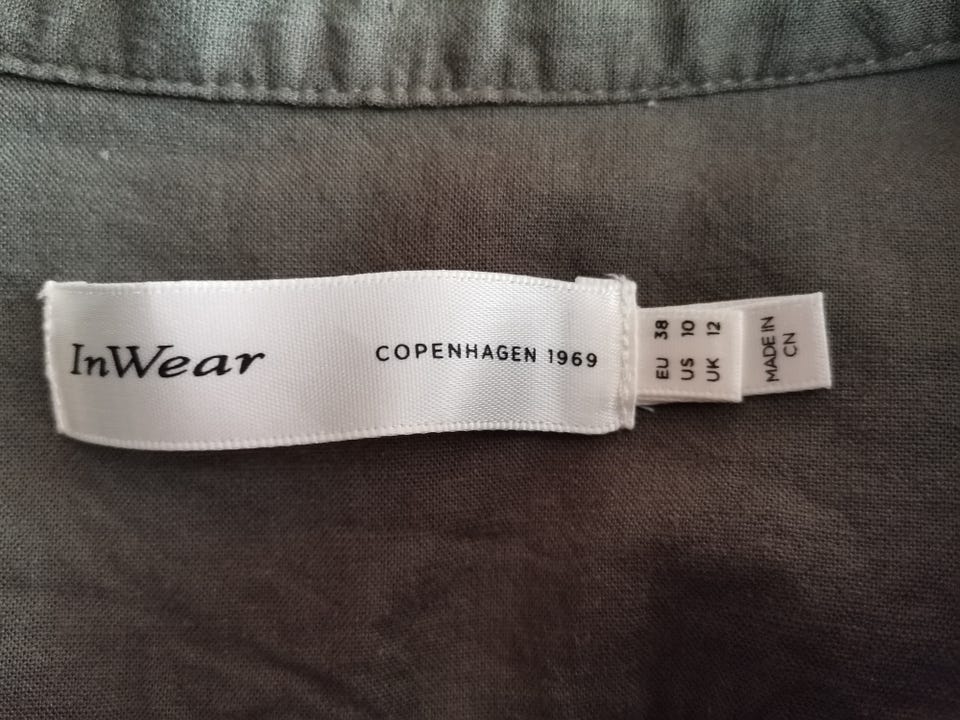 InWear
COPENHAGEN 1969
EU 38
US 10
UK 12
MADE IN
CN